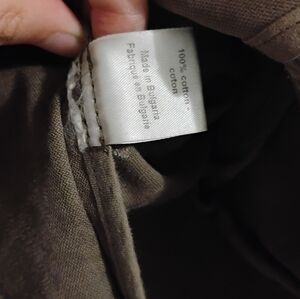 100% cotton -
coton
Made in Bulgaria
Fabriqué en Bulgarie